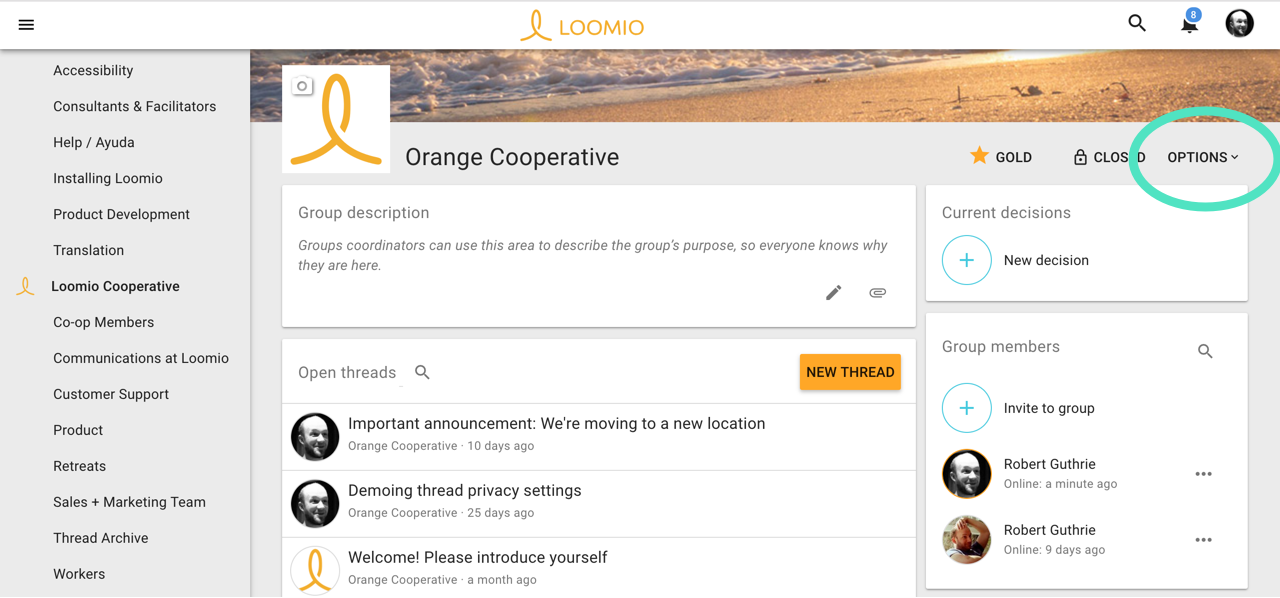 LOOMIO
8
Accessibility
Consultants & Facilitators
Help / Ayuda
Installing Loomio
Product Development
Translation
Loomio Cooperative
Co-op Members
Communications at Loomio
Customer Support
Product
Retreats
Sales + Marketing Team
Thread Archive
Workers
Orange Cooperative
GOLD
CLOSED
OPTIONS
Group description
Groups coordinators can use this area to describe the group's purpose, so everyone knows why
they are here.
Open threads
NEW THREAD
Important announcement: We're moving to a new location
Orange Cooperative · 10 days ago
Demoing thread privacy settings
Orange Cooperative · 25 days ago
Welcome! Please introduce yourself
Orange Cooperative · a month ago
Current decisions
New decision
Group members
Invite to group
Robert Guthrie
Online: a minute ago
Robert Guthrie
Online: 9 days ago